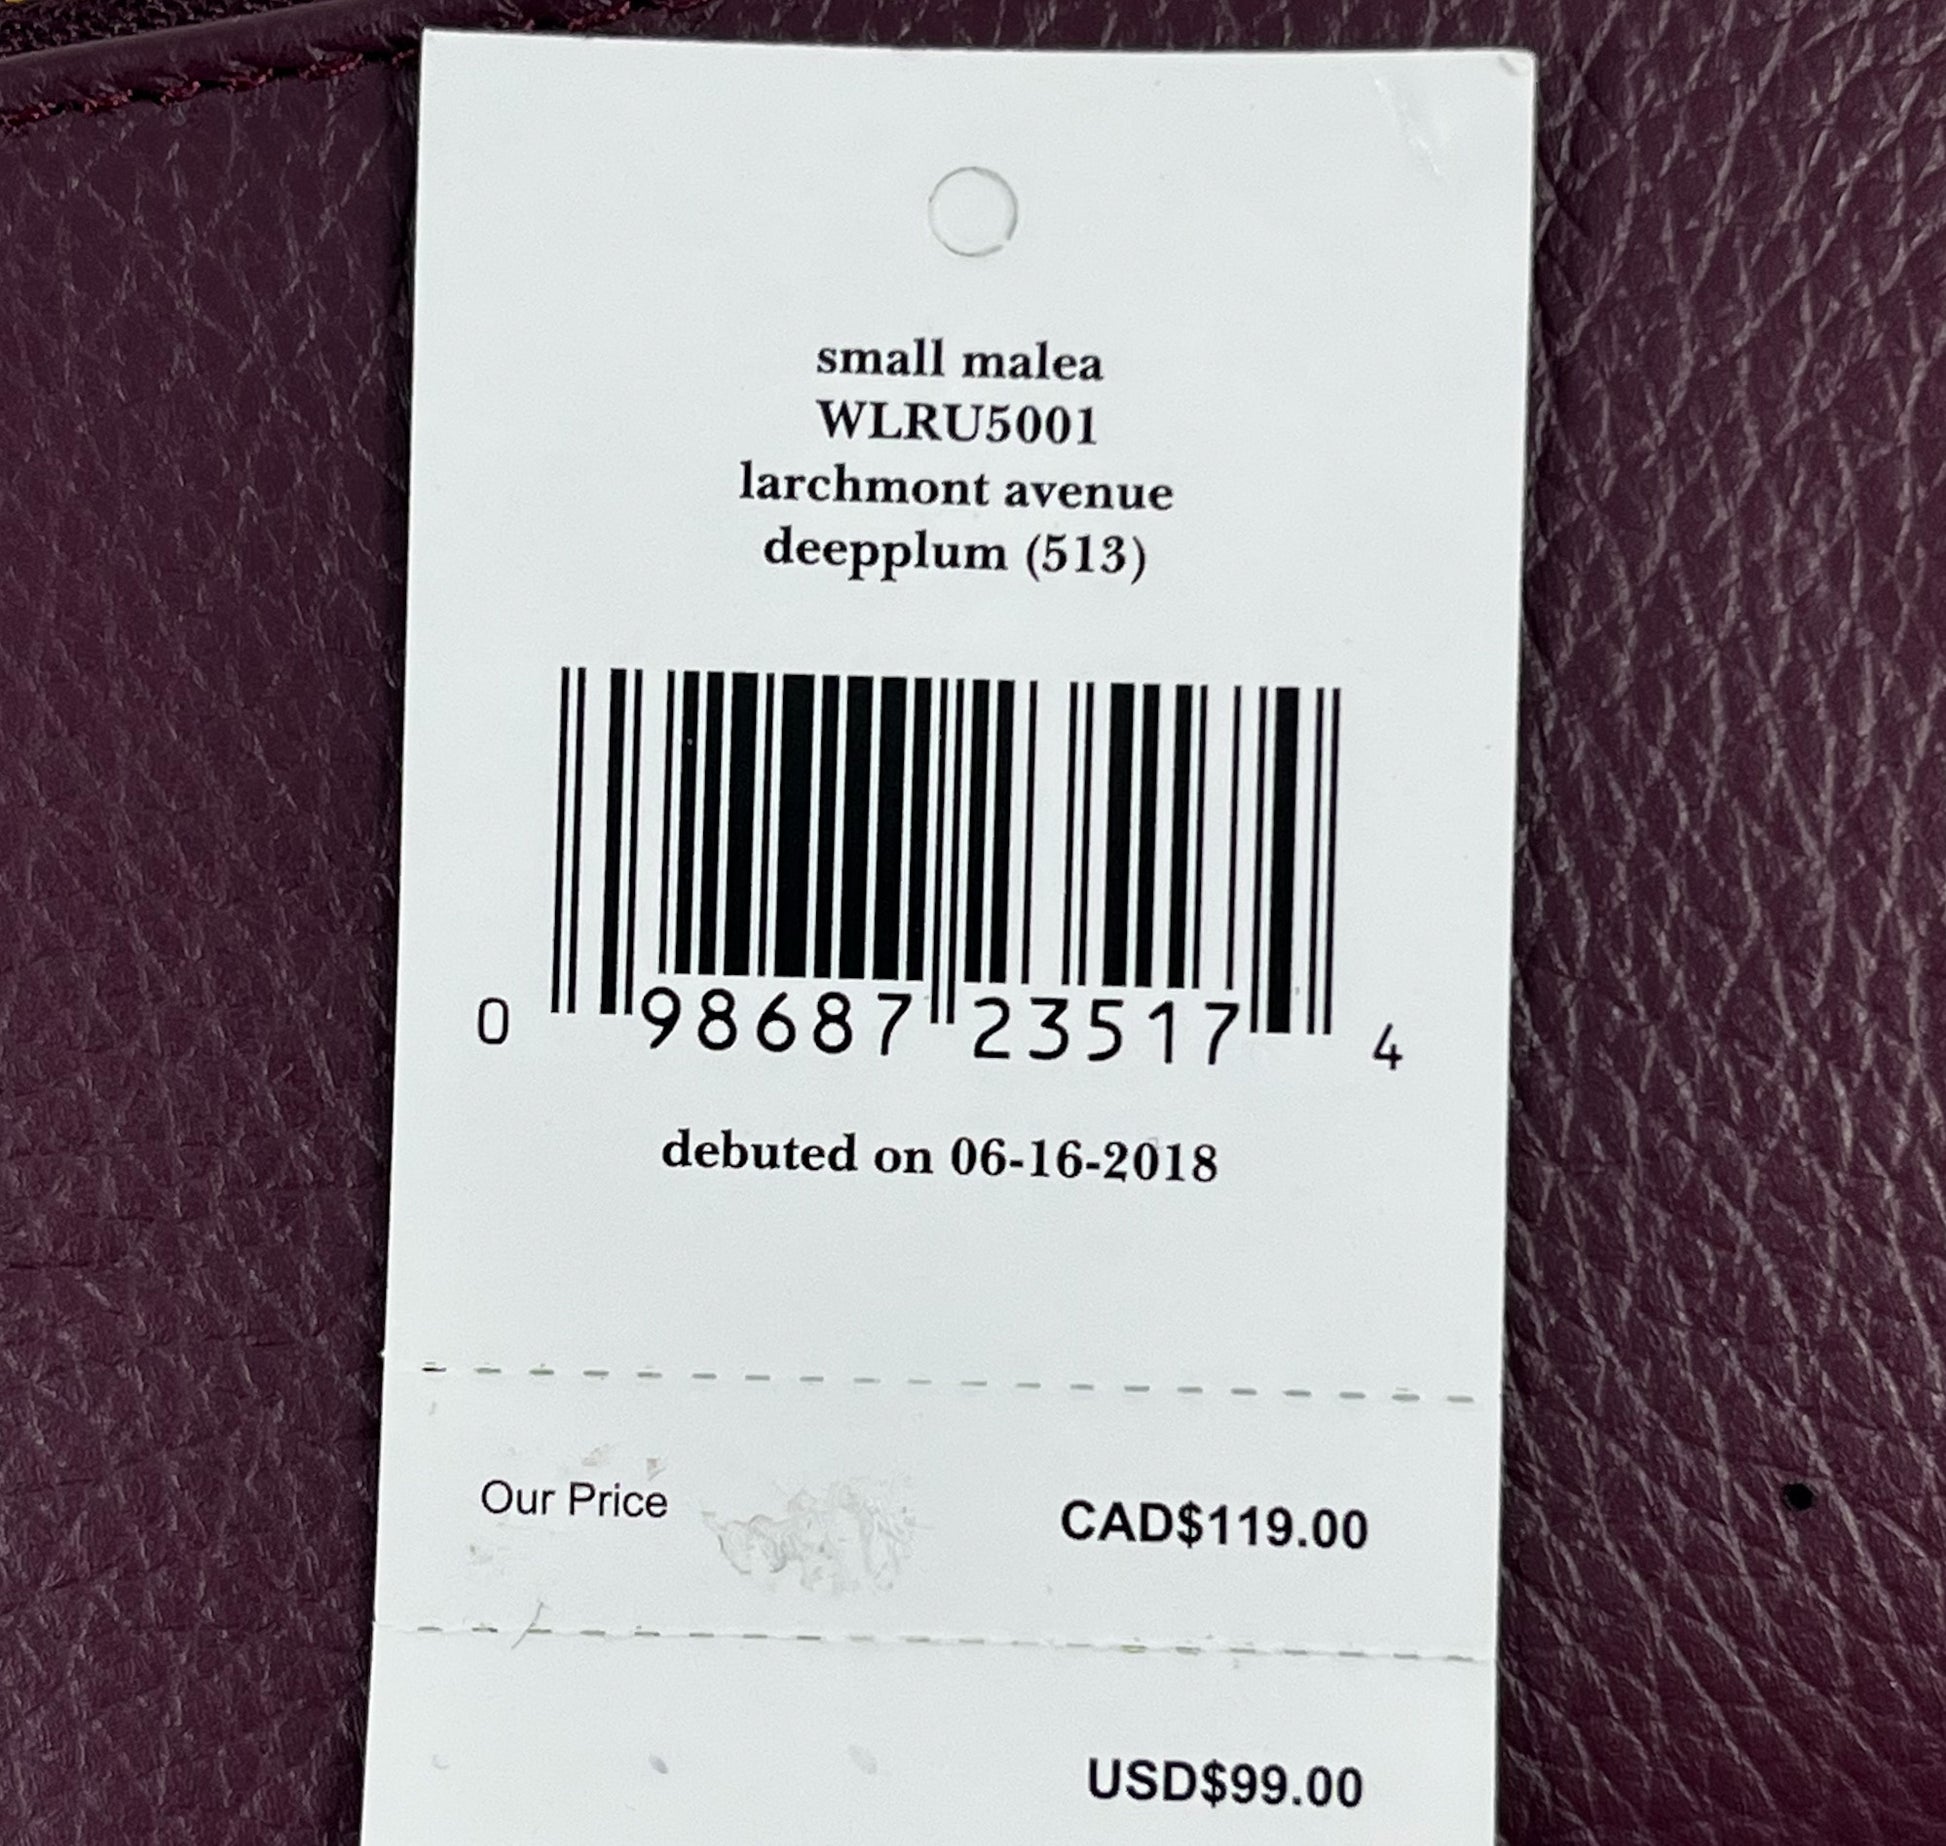 small malea
WLRU5001
larchmont avenue
deepplum (513)
0 98687 23517 4
debuted on 06-16-2018
Our Price CAD$119.00
USD$99.00